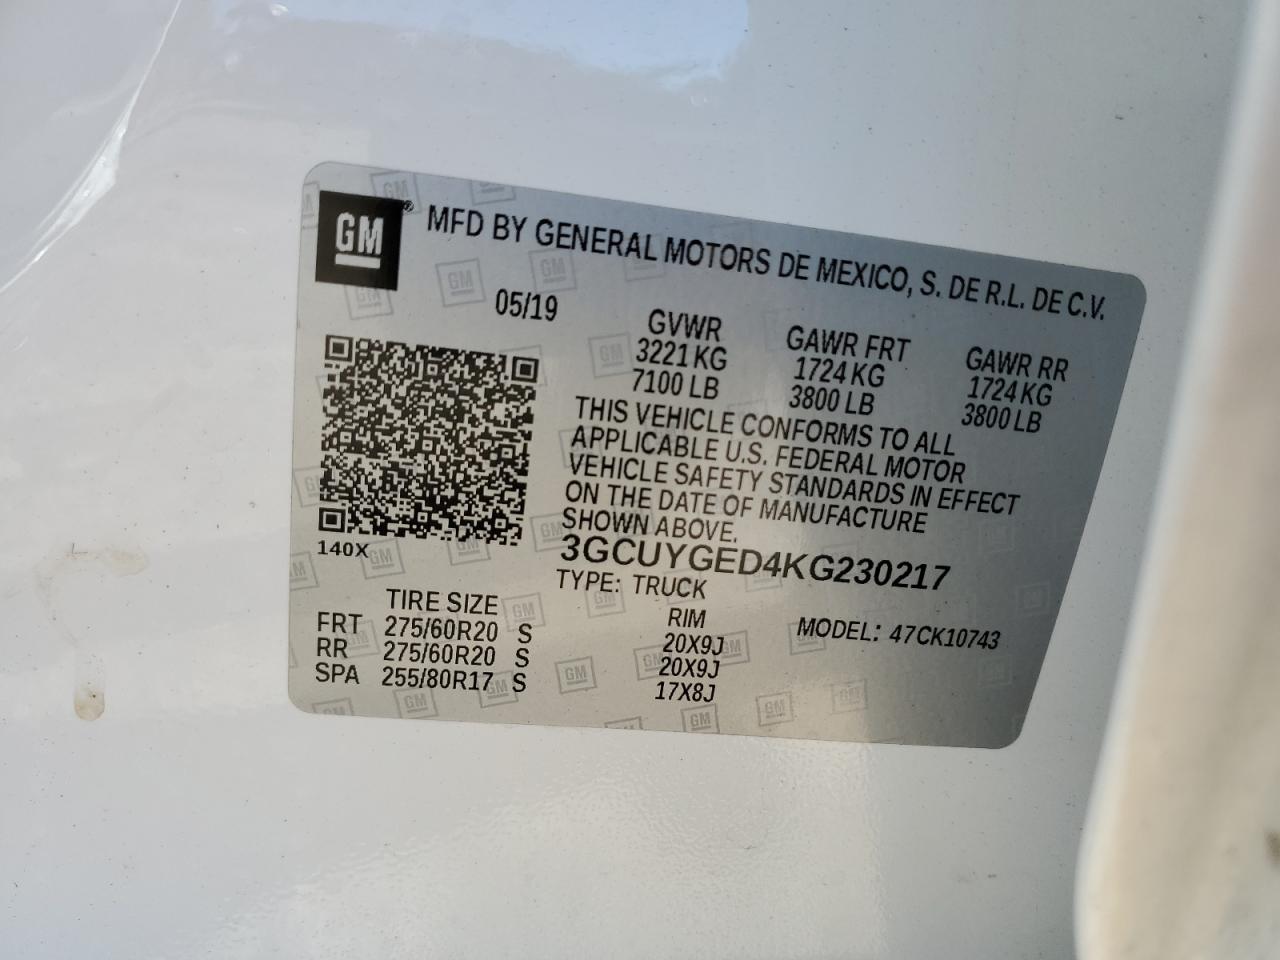 GM® MFD BY GENERAL MOTORS DE MEXICO, S. DE R.L. DE C.V.
05/19
GVWR GAWR FRT GAWR RR
3221 KG 1724 KG 1724 KG
7100 LB 3800 LB 3800 LB
THIS VEHICLE CONFORMS TO ALL
APPLICABLE U.S. FEDERAL MOTOR
VEHICLE SAFETY STANDARDS IN EFFECT
ON THE DATE OF MANUFACTURE
SHOWN ABOVE.
140X
3GCUYGED4KG230217
TYPE: TRUCK
MODEL: 47CK10743
TIRE SIZE RIM
FRT 275/60R20 S 20X9J
RR 275/60R20 S 20X9J
SPA 255/80R17 S 17X8J